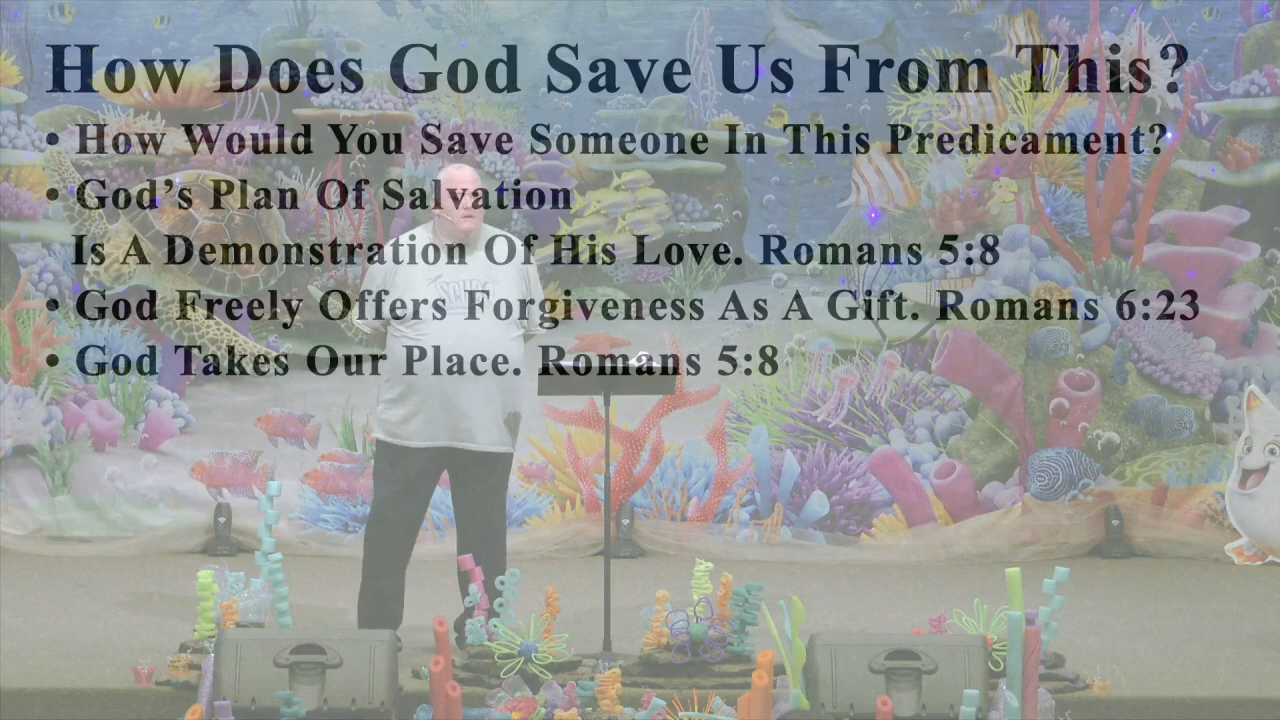 How Does God Save Us From This?
• How Would You Save Someone In This Predicament?
• God’s Plan Of Salvation
Is A Demonstration Of His Love. Romans 5:8
• God Freely Offers Forgiveness As A Gift. Romans 6:23
• God Takes Our Place. Romans 5:8